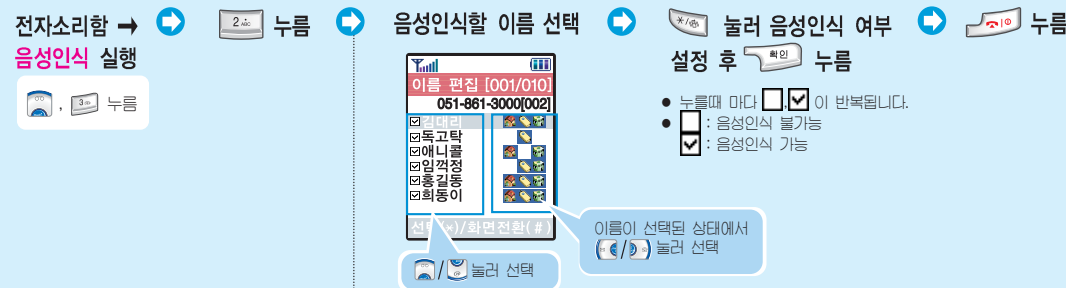 전자소리함 →
음성인식 실행
, 3 누름
2 ABC 누름
음성인식할 이름 선택
이름 편집 [001/010]
051-861-3000[002]
김대리
독고탁
애니콜
임꺽정
홍길동
희동이
선택(*)/화면전환(#)
/ 눌러 선택
이름이 선택된 상태에서
( / ) 눌러 선택
눌러 음성인식 여부
설정 후 확인 누름
● 누를때 마다 □,☑ 이 반복됩니다.
● □ : 음성인식 불가능
☑ : 음성인식 가능
누름